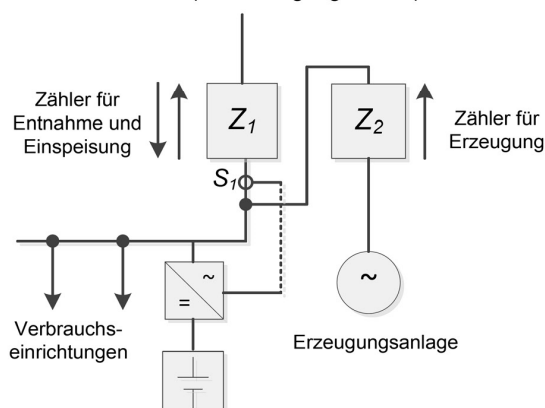 Zähler für
Entnahme und
Einspeisung
Z1
Z2
Zähler für
Erzeugung
S1
~
=
~
Verbrauchs-
einrichtungen
Erzeugungsanlage